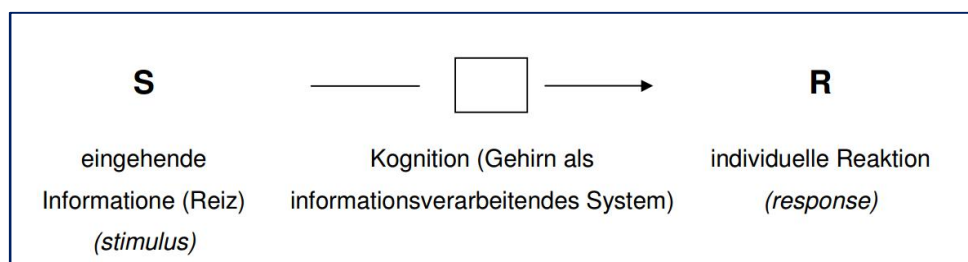 S
R
eingehende
Informatione (Reiz)
(stimulus)
Kognition (Gehirn als
informationsverarbeitendes System)
individuelle Reaktion
(response)